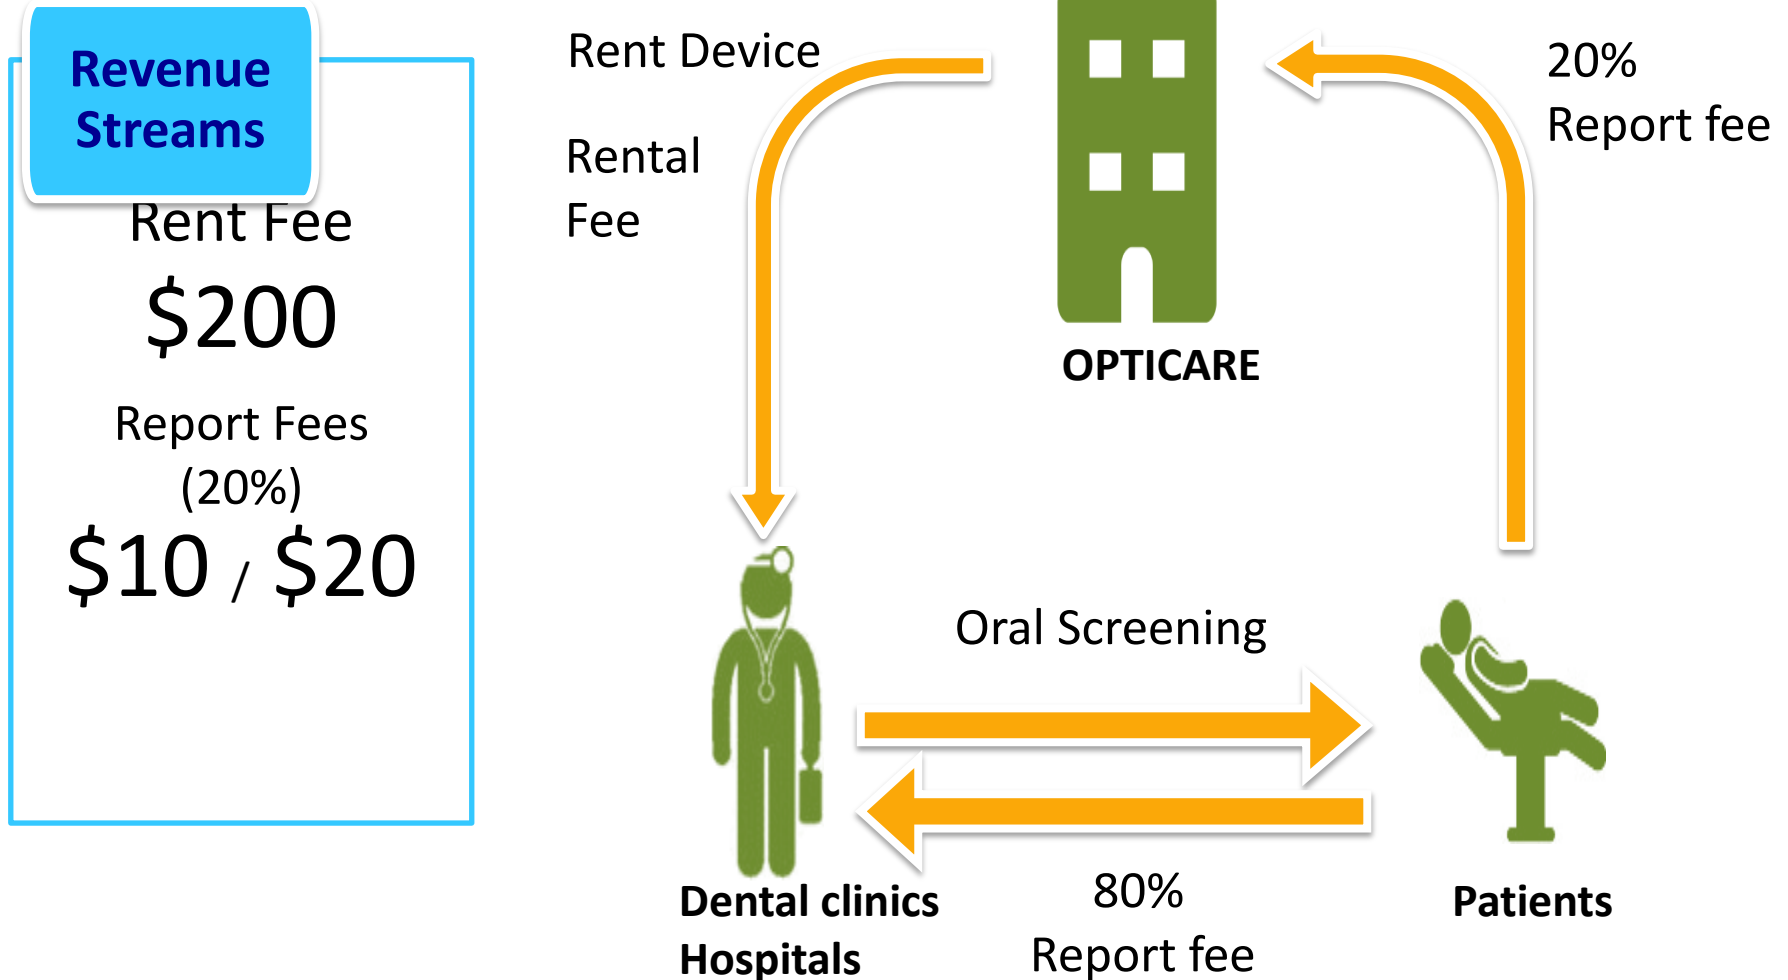 Revenue
Streams
Rent Fee
$200
Report Fees
(20%)
$10 / $20
Rent Device
Rental
Fee
OPTICARE
20%
Report fee
Oral Screening
80%
Report fee
Dental clinics
Hospitals
Patients